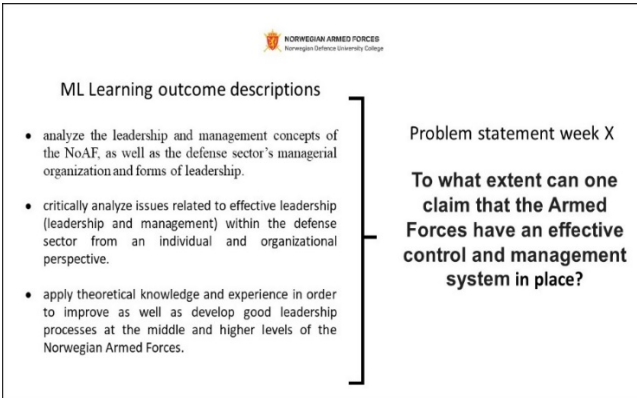 NORWEGIAN ARMED FORCES
Norwegian Defence University College
ML Learning outcome descriptions
• analyze the leadership and management concepts of
the NoAF, as well as the defense sector's managerial
organization and forms of leadership.
• critically analyze issues related to effective leadership
(leadership and management) within the defense
sector from an individual and organizational
perspective.
• apply theoretical knowledge and experience in order
to improve as well as develop good leadership
processes at the middle and higher levels of the
Norwegian Armed Forces.
Problem statement week X
To what extent can one
claim that the Armed
Forces have an effective
control and management
system in place?